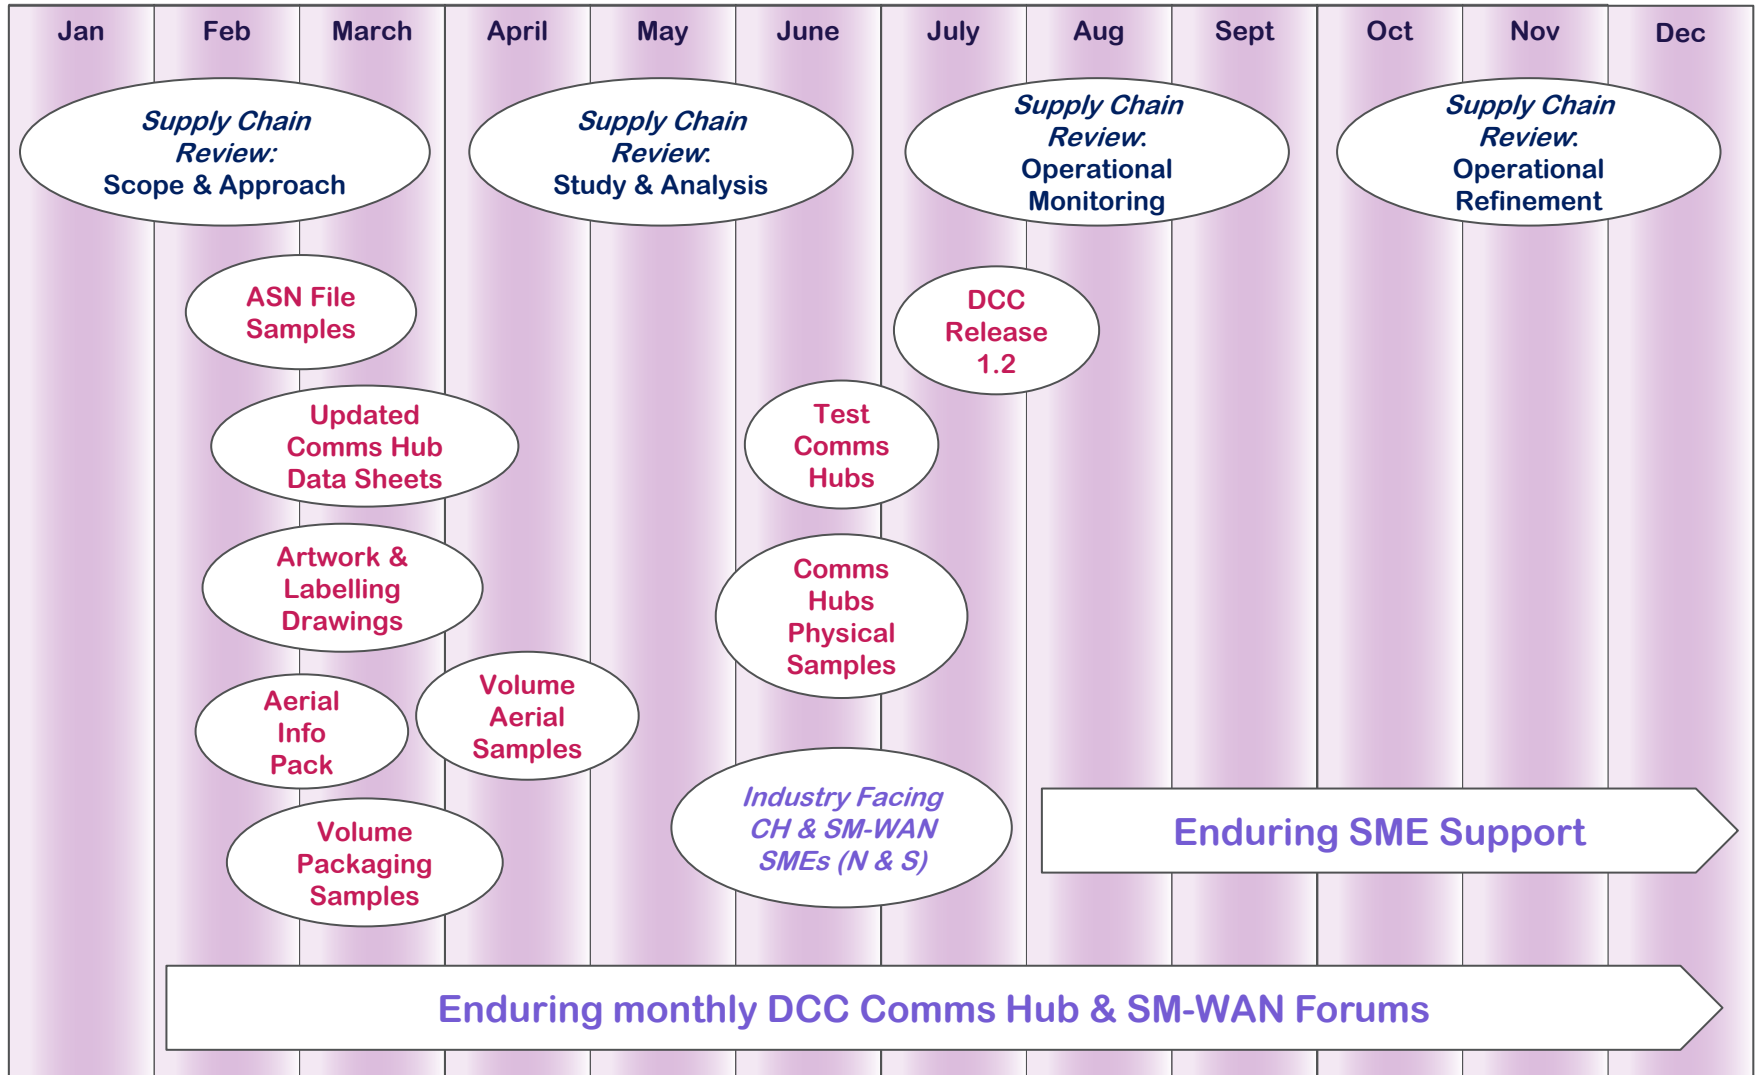 Jan
Feb
March
April
May
June
July
Aug
Sept
Oct
Nov
Dec
Supply Chain
Review:
Scope & Approach
Supply Chain
Review:
Study & Analysis
Supply Chain
Review:
Operational
Monitoring
Supply Chain
Review:
Operational
Refinement
ASN File
Samples
DCC
Release
1.2
Updated
Comms Hub
Data Sheets
Test
Comms
Hubs
Artwork &
Labelling
Drawings
Comms
Hubs
Physical
Samples
Aerial
Info
Pack
Volume
Aerial
Samples
Volume
Packaging
Samples
Industry Facing
CH & SM-WAN
SMEs (N & S)
Enduring SME Support
Enduring monthly DCC Comms Hub & SM-WAN Forums